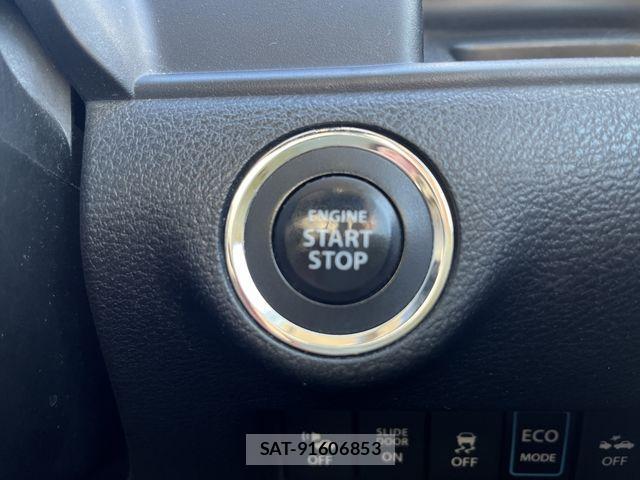 ENGINE
START
STOP
OFF
SLIDE
DOOR
ON
OFF
ECO
MODE
OFF
SAT-91606853